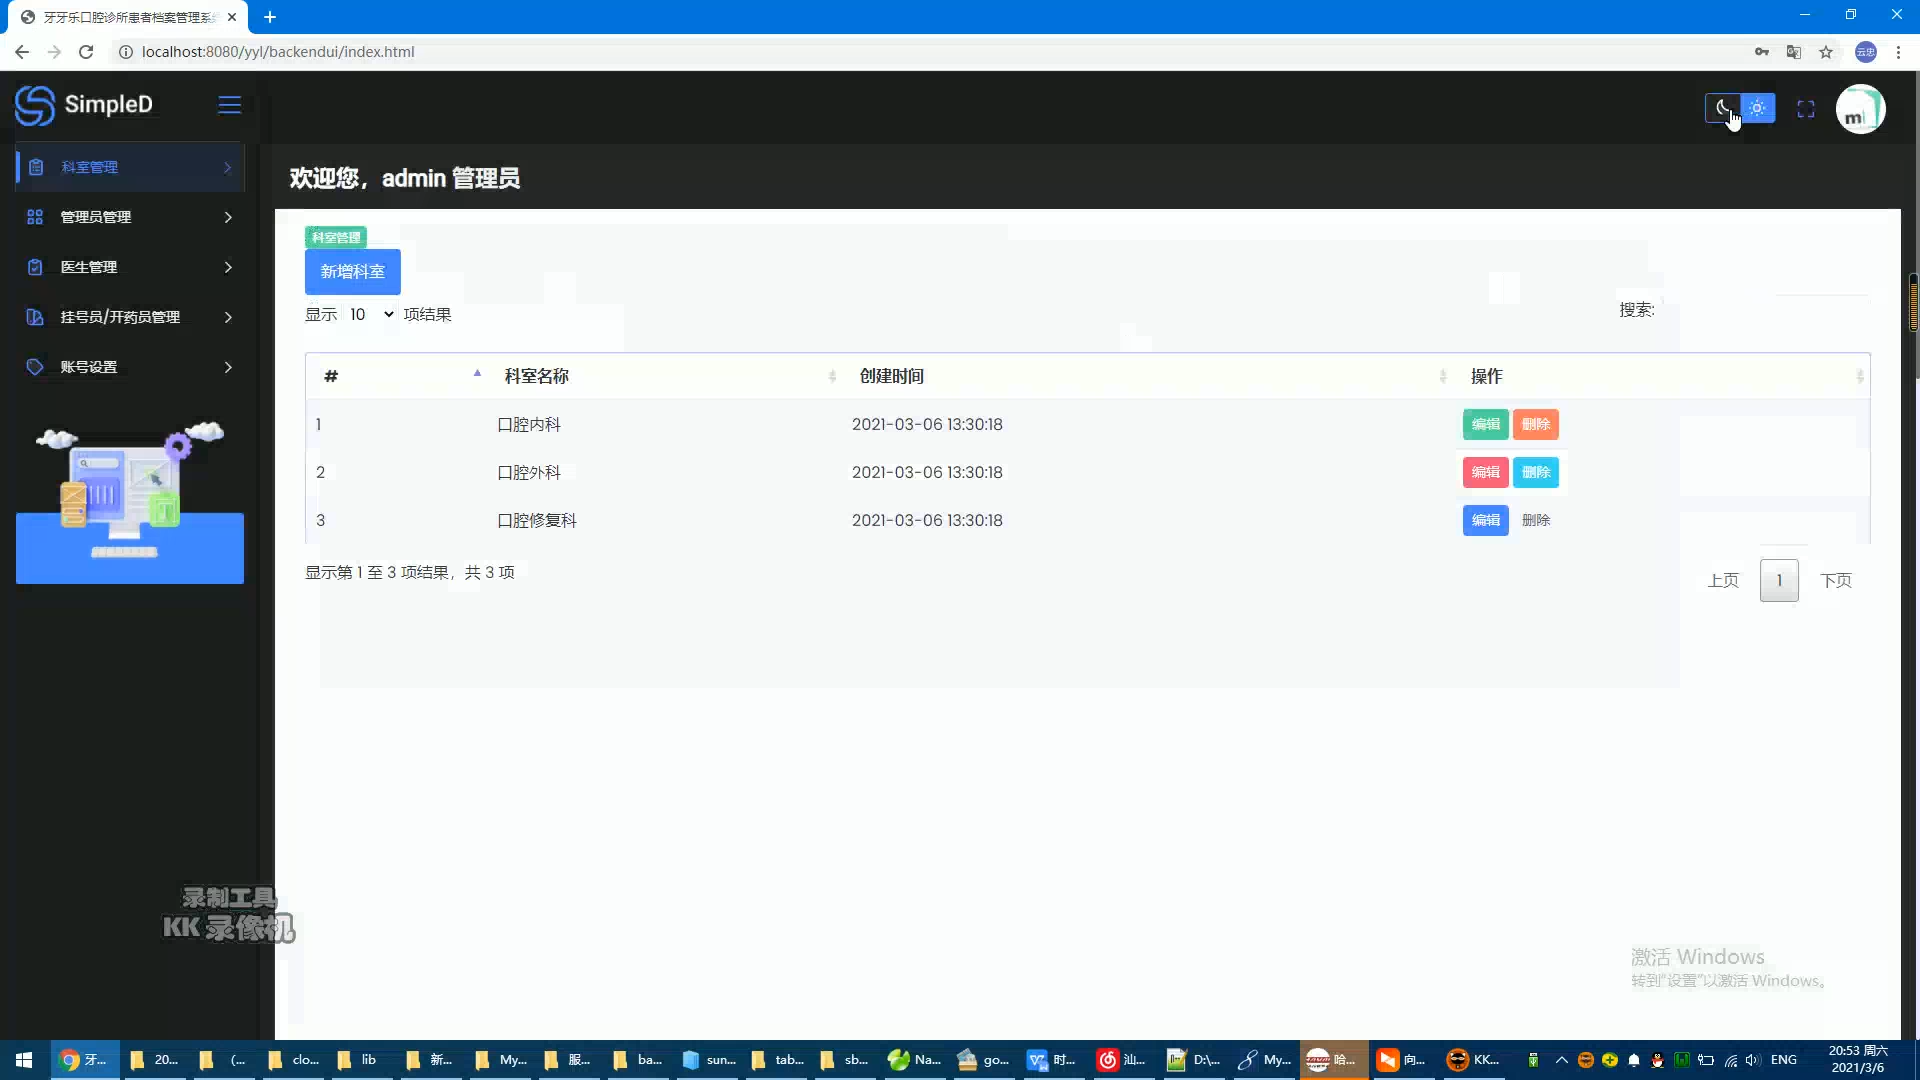 牙牙乐口腔诊所患者档案管理系
localhost:8080/yyl/backendui/index.html
云忠
SimpleD
ml
科室管理
管理员管理
医生管理
挂号员/开药员管理
账号设置
欢迎您，admin 管理员
科室管理
新增科室
显示 10 项结果
搜索:
# 科室名称 创建时间 操作
1 口腔内科 2021-03-06 13:30:18 编辑 删除
2 口腔外科 2021-03-06 13:30:18 编辑 删除
3 口腔修复科 2021-03-06 13:30:18 编辑 删除
显示第 1 至 3 项结果，共 3 项
上页 1 下页
录制工具
KK 录像机
激活 Windows
转到"设置"以激活 Windows。
牙... 20... (... clo... lib 新... My... 服... ba... sun... tab... sb... Na... go... 时... 汕... D:\... My... 哈... 向... KK... ENG
20:53 周六
2021/3/6